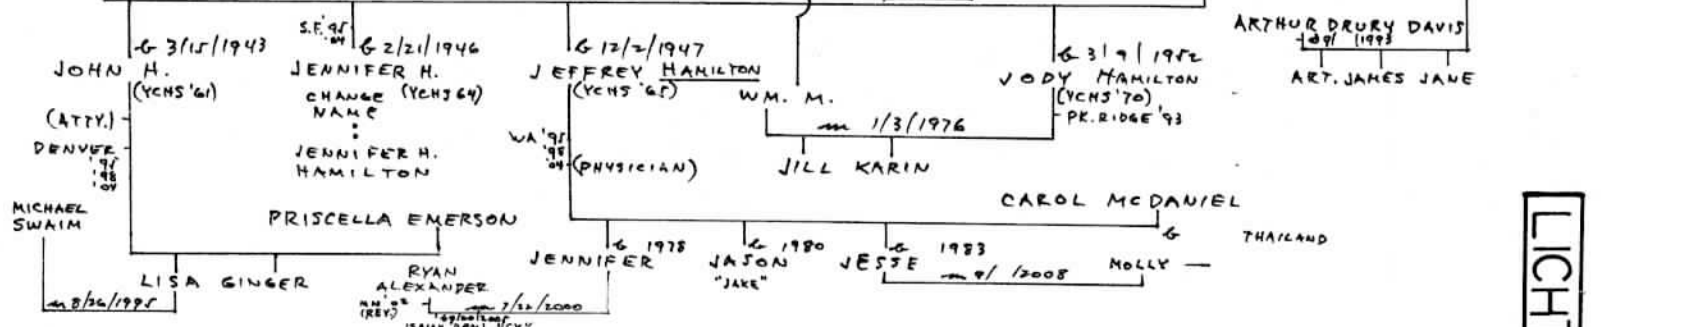 S.F. '95
'04
b 3/15/1943
JOHN H.
(YCHS '61)
(ATTY.)
DENVER
'95
'98
'04
b 2/21/1946
JENNIFER H.
CHANGE (YCHS 64)
NAME
:
JENNIFER H.
HAMILTON
b 12/2/1947
JEFFREY HAMILTON
(YCHS '65)
WA '95
'98
'04
(PHYSICIAN)
WM. M.
m 1/3/1976
b 3/9/1952
JODY HAMILTON
(YCHS '70)
PK. RIDGE '93
JILL KARIN
ARTHUR DRURY DAVIS
ART. JAMES JANE
MICHAEL
SWAIM
PRISCELLA EMERSON
LISA GINGER
m 8/26/1995
CAROL MCDANIEL
b THAILAND
b 1978
JENNIFER
b 1980
JASON
"JAKE"
b 1983
JESSE
m 9/ /2008
MOLLY —
RYAN
ALEXANDER
(REV.)
m 7/22/2000
LICHT